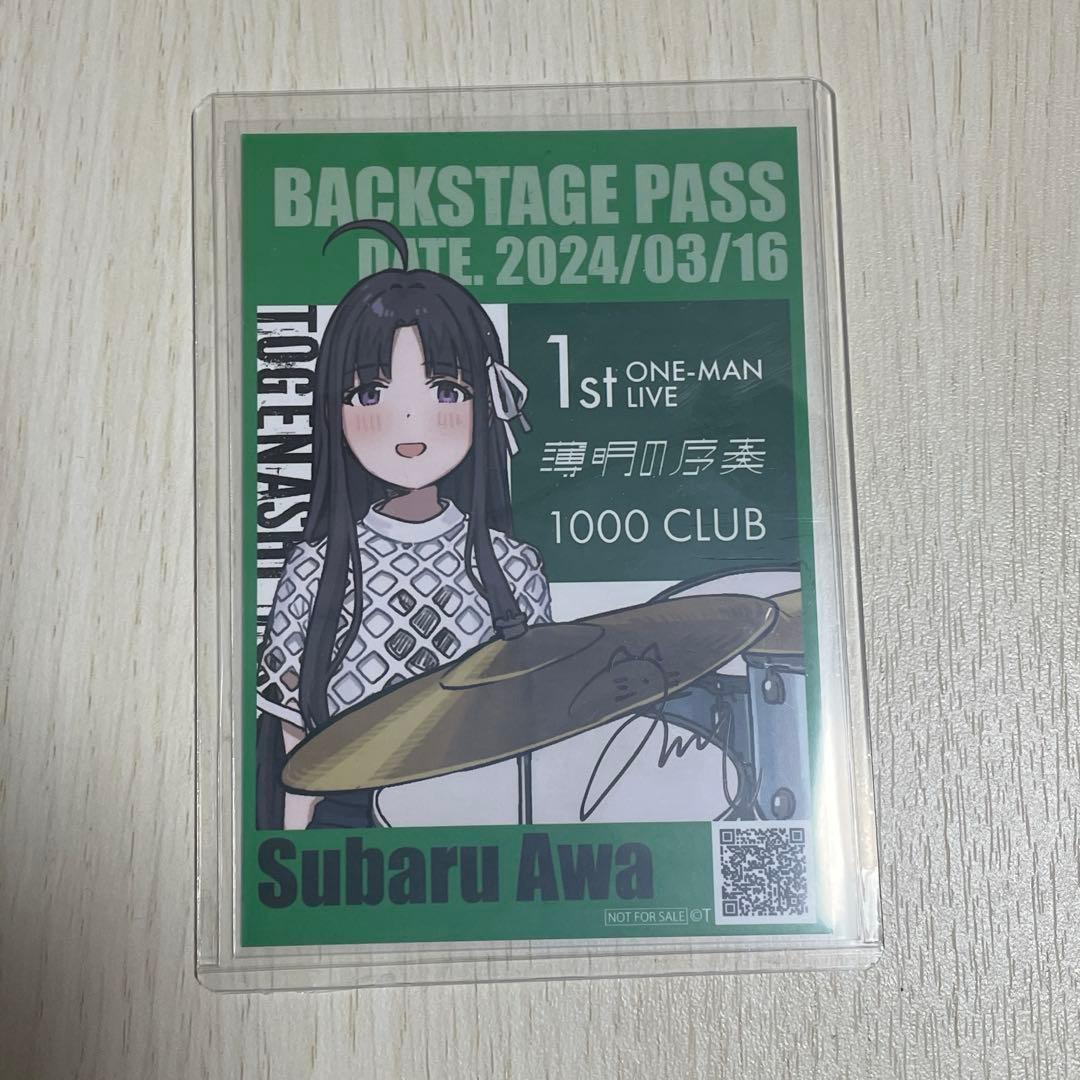 BACKSTAGE PASS
DATE. 2024/03/16
TOGENASHI
1st ONE-MAN LIVE
薄明の序奏
1000 CLUB
Subaru Awa
NOT FOR SALE ©T